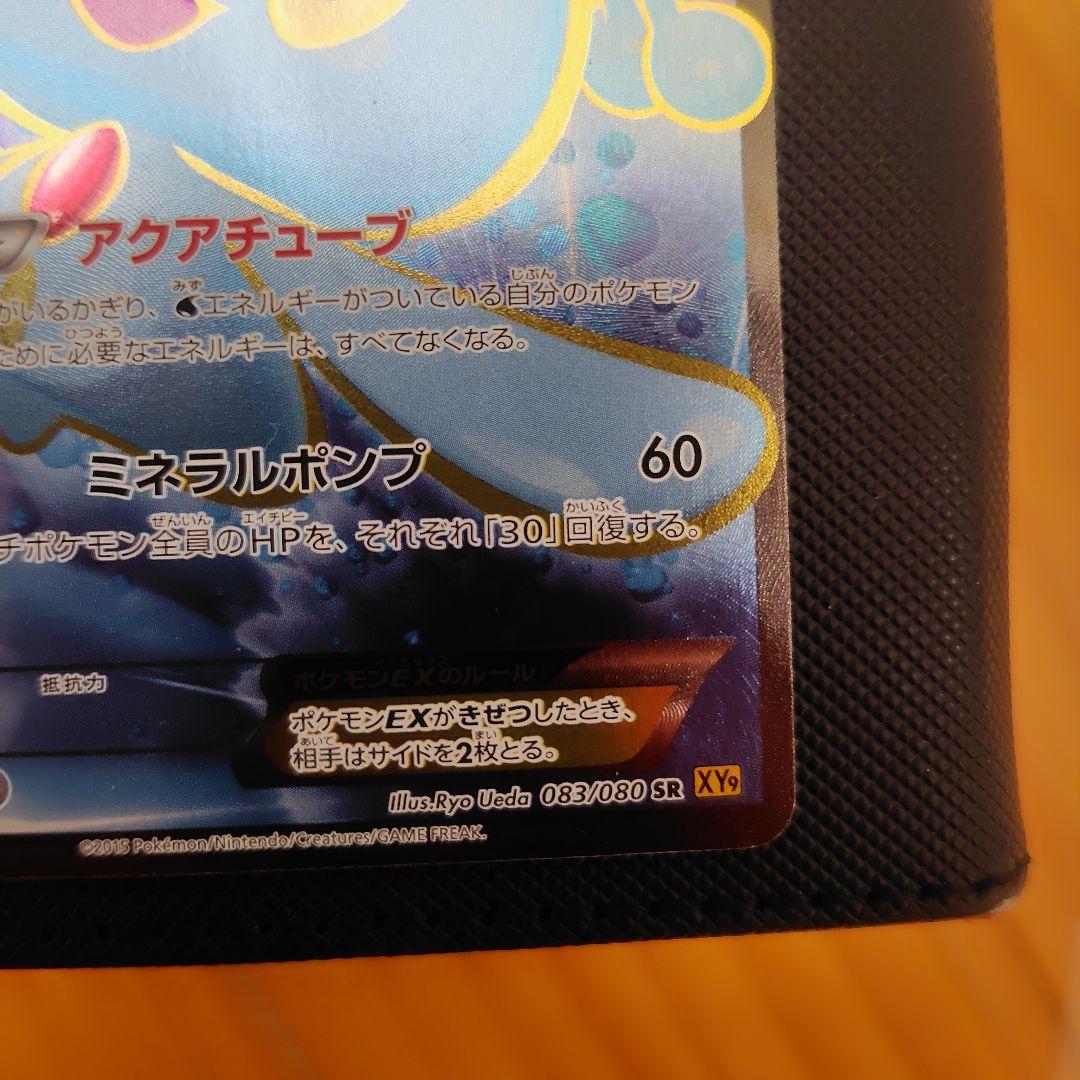 アクアチューブ
がいるかぎり、エネルギーがついている自分のポケモン
みず じぶん
ために必要なエネルギーは、すべてなくなる。
ひつよう
ミネラルポンプ 60
チポケモン全員のHPを、それぞれ「30」回復する。
ぜんいん エイチピー かいふく
抵抗力
ポケモンEXのルール
イーエックス
ポケモンEXがきぜつしたとき、
相手はサイドを2枚とる。
あいて まい
Illus.Ryo Ueda 083/080 SR XY9
©2015 Pokémon/Nintendo/Creatures/GAME FREAK.